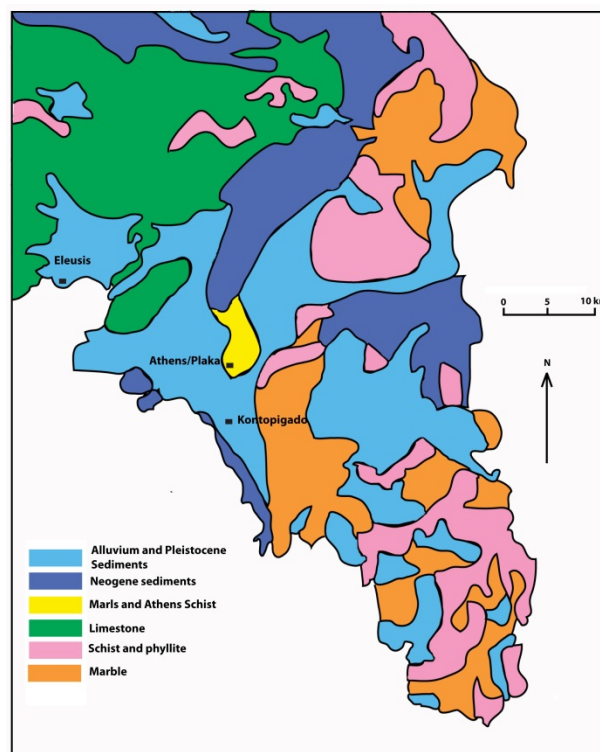 Eleusis
0 5 10 km
N
Athens/Plaka
Kontopigado
Alluvium and Pleistocene
Sediments
Neogene sediments
Marls and Athens Schist
Limestone
Schist and phyllite
Marble